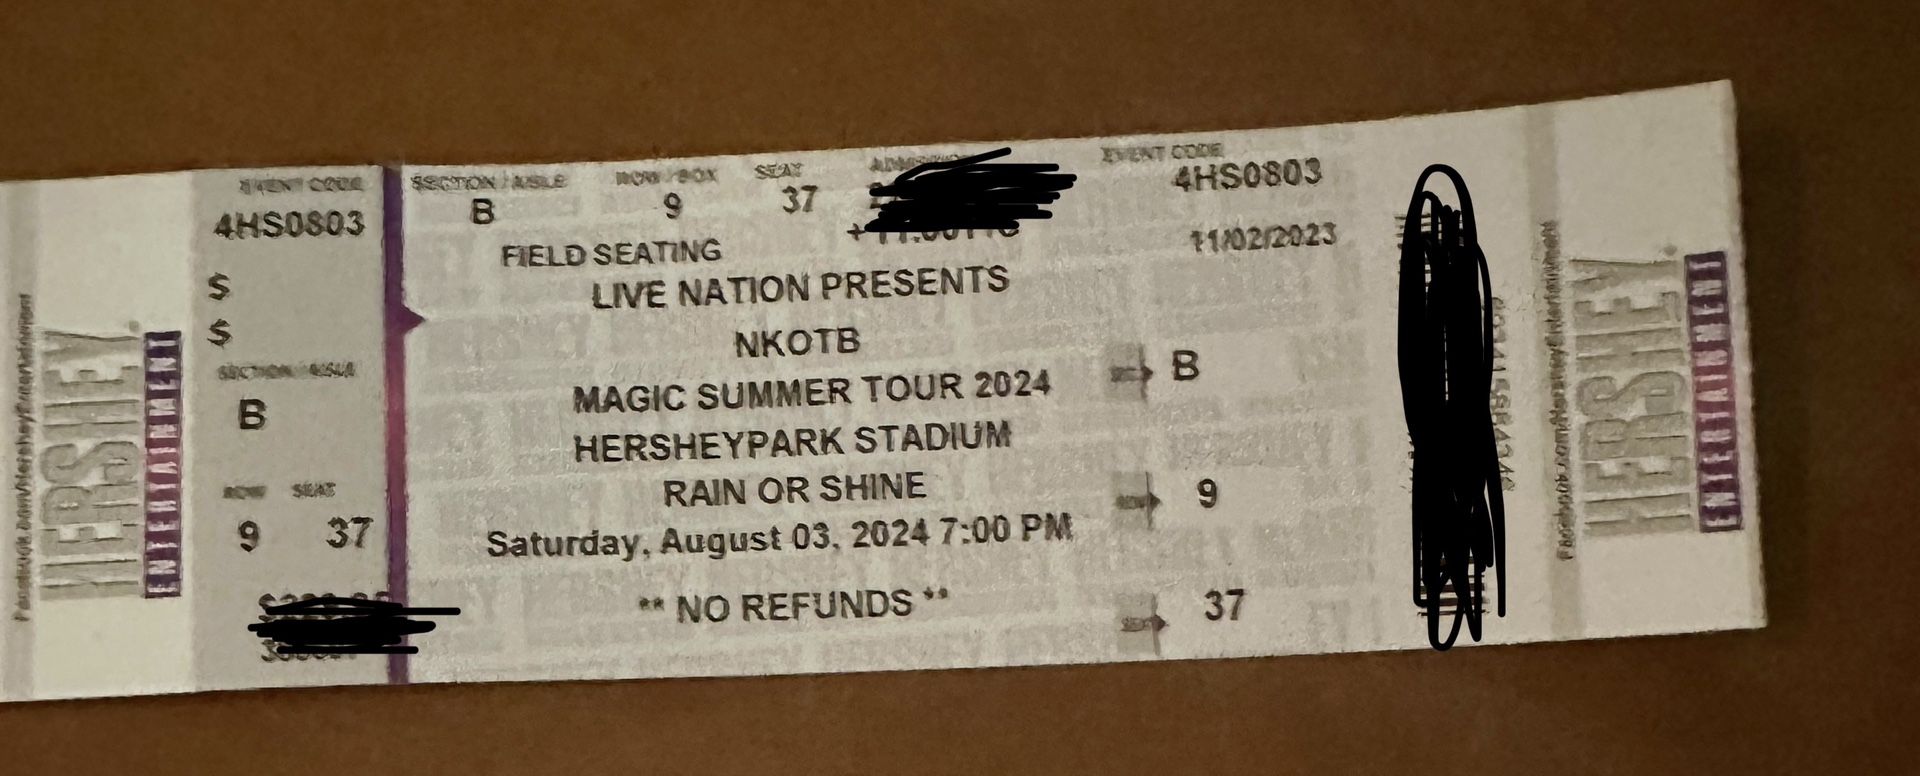 HERSHEY
ENTERTAINMENT
EVENT CODE
4HS0803
$
$
SECTION / AISLE
B
ROW SEAT
9 37
SECTION / AISLE ROW / BOX SEAT
B 9 37
FIELD SEATING
LIVE NATION PRESENTS
NKOTB
MAGIC SUMMER TOUR 2024
HERSHEYPARK STADIUM
RAIN OR SHINE
Saturday, August 03, 2024 7:00 PM
** NO REFUNDS **
EVENT CODE
4HS0803
11/02/2023
B
9
37
HERSHEY
ENTERTAINMENT